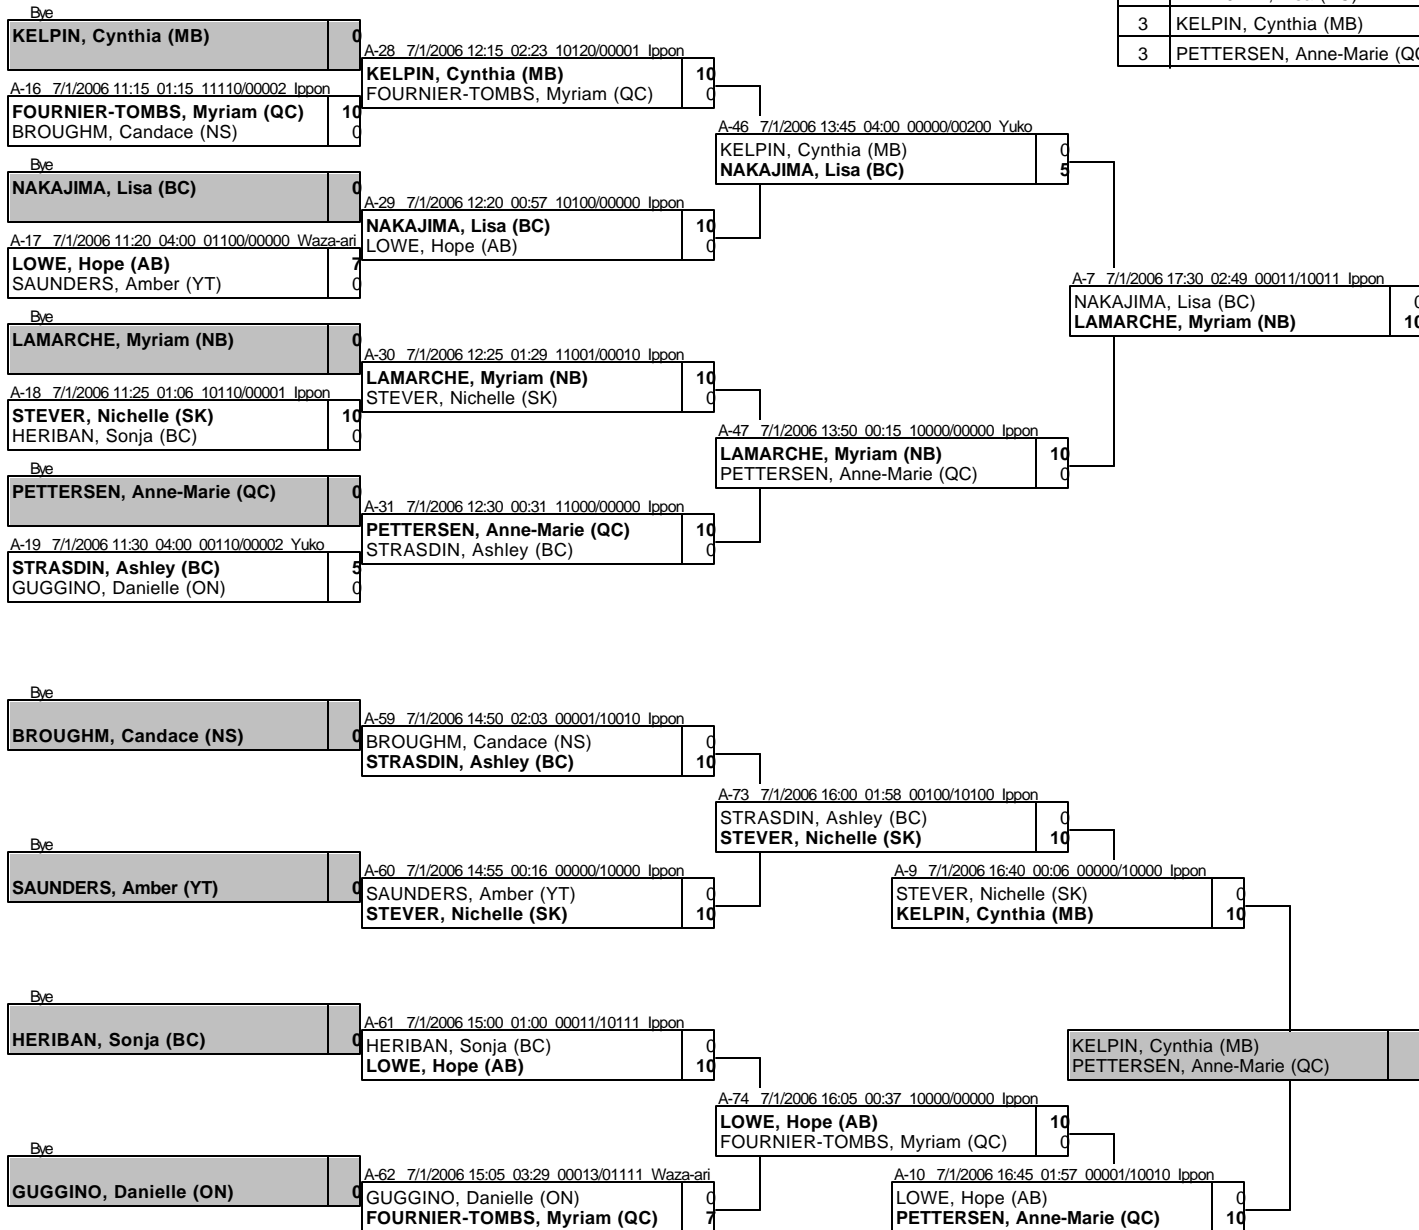 3 KELPIN, Cynthia (MB)
3 PETTERSEN, Anne-Marie (QC
Bye
KELPIN, Cynthia (MB) 0
A-28 7/1/2006 12:15 02:23 10120/00001 Ippon
KELPIN, Cynthia (MB) 10
FOURNIER-TOMBS, Myriam (QC) 0
A-16 7/1/2006 11:15 01:15 11110/00002 Ippon
FOURNIER-TOMBS, Myriam (QC) 10
BROUGHM, Candace (NS) 0
A-46 7/1/2006 13:45 04:00 00000/00200 Yuko
KELPIN, Cynthia (MB) 0
NAKAJIMA, Lisa (BC) 5
Bye
NAKAJIMA, Lisa (BC) 0
A-29 7/1/2006 12:20 00:57 10100/00000 Ippon
NAKAJIMA, Lisa (BC) 10
LOWE, Hope (AB) 0
A-17 7/1/2006 11:20 04:00 01100/00000 Waza-ari
LOWE, Hope (AB) 7
SAUNDERS, Amber (YT) 0
A-7 7/1/2006 17:30 02:49 00011/10011 Ippon
NAKAJIMA, Lisa (BC) 0
LAMARCHE, Myriam (NB) 10
Bye
LAMARCHE, Myriam (NB) 0
A-30 7/1/2006 12:25 01:29 11001/00010 Ippon
LAMARCHE, Myriam (NB) 10
STEVER, Nichelle (SK) 0
A-18 7/1/2006 11:25 01:06 10110/00001 Ippon
STEVER, Nichelle (SK) 10
HERIBAN, Sonja (BC) 0
A-47 7/1/2006 13:50 00:15 10000/00000 Ippon
LAMARCHE, Myriam (NB) 10
PETTERSEN, Anne-Marie (QC) 0
Bye
PETTERSEN, Anne-Marie (QC) 0
A-31 7/1/2006 12:30 00:31 11000/00000 Ippon
PETTERSEN, Anne-Marie (QC) 10
STRASDIN, Ashley (BC) 0
A-19 7/1/2006 11:30 04:00 00110/00002 Yuko
STRASDIN, Ashley (BC) 5
GUGGINO, Danielle (ON) 0
Bye
BROUGHM, Candace (NS) 0
A-59 7/1/2006 14:50 02:03 00001/10010 Ippon
BROUGHM, Candace (NS) 0
STRASDIN, Ashley (BC) 10
A-73 7/1/2006 16:00 01:58 00100/10100 Ippon
STRASDIN, Ashley (BC) 0
STEVER, Nichelle (SK) 10
Bye
SAUNDERS, Amber (YT) 0
A-60 7/1/2006 14:55 00:16 00000/10000 Ippon
SAUNDERS, Amber (YT) 0
STEVER, Nichelle (SK) 10
A-9 7/1/2006 16:40 00:06 00000/10000 Ippon
STEVER, Nichelle (SK) 0
KELPIN, Cynthia (MB) 10
Bye
HERIBAN, Sonja (BC) 0
A-61 7/1/2006 15:00 01:00 00011/10111 Ippon
HERIBAN, Sonja (BC) 0
LOWE, Hope (AB) 10
KELPIN, Cynthia (MB)
PETTERSEN, Anne-Marie (QC)
A-74 7/1/2006 16:05 00:37 10000/00000 Ippon
LOWE, Hope (AB) 10
FOURNIER-TOMBS, Myriam (QC) 0
Bye
GUGGINO, Danielle (ON) 0
A-62 7/1/2006 15:05 03:29 00013/01111 Waza-ari
GUGGINO, Danielle (ON) 0
FOURNIER-TOMBS, Myriam (QC) 7
A-10 7/1/2006 16:45 01:57 00001/10010 Ippon
LOWE, Hope (AB) 0
PETTERSEN, Anne-Marie (QC) 10